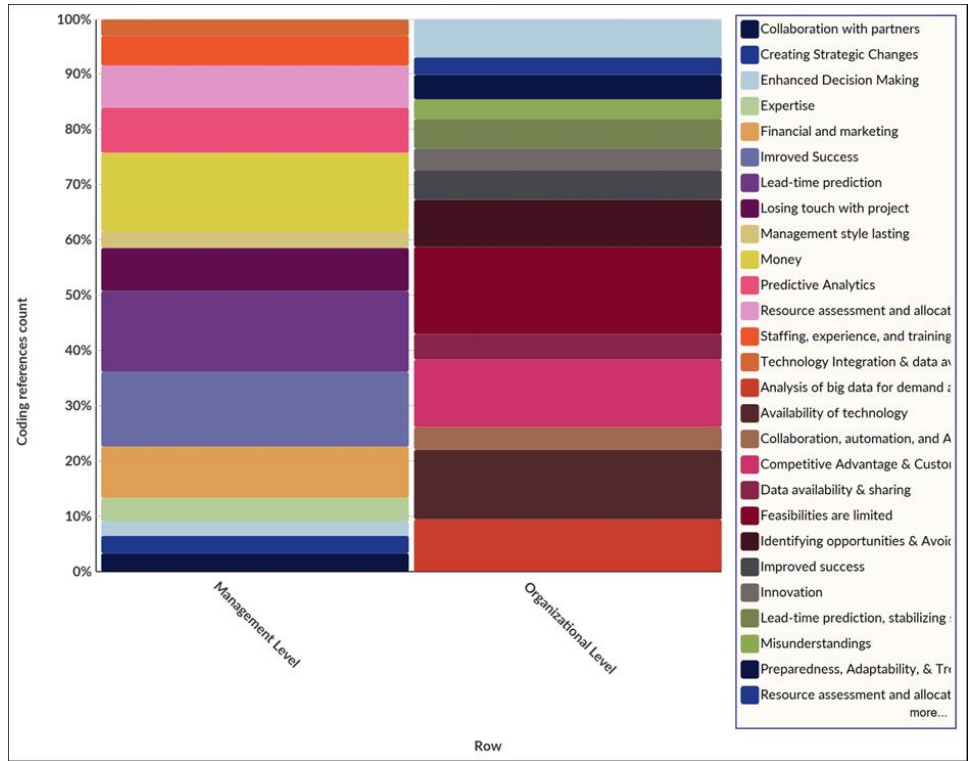 100%
90%
80%
70%
60%
50%
40%
30%
20%
10%
0%
Coding references count
Management Level
Organizational Level
Row
Collaboration with partners
Creating Strategic Changes
Enhanced Decision Making
Expertise
Financial and marketing
Imroved Success
Lead-time prediction
Losing touch with project
Management style lasting
Money
Predictive Analytics
Resource assessment and allocat
Staffing, experience, and training
Technology Integration & data av
Analysis of big data for demand a
Availability of technology
Collaboration, automation, and A
Competitive Advantage & Custo
Data availability & sharing
Feasibilities are limited
Identifying opportunities & Avoid
Improved success
Innovation
Lead-time prediction, stabilizing
Misunderstandings
Preparedness, Adaptability, & Tr
Resource assessment and allocat
more...